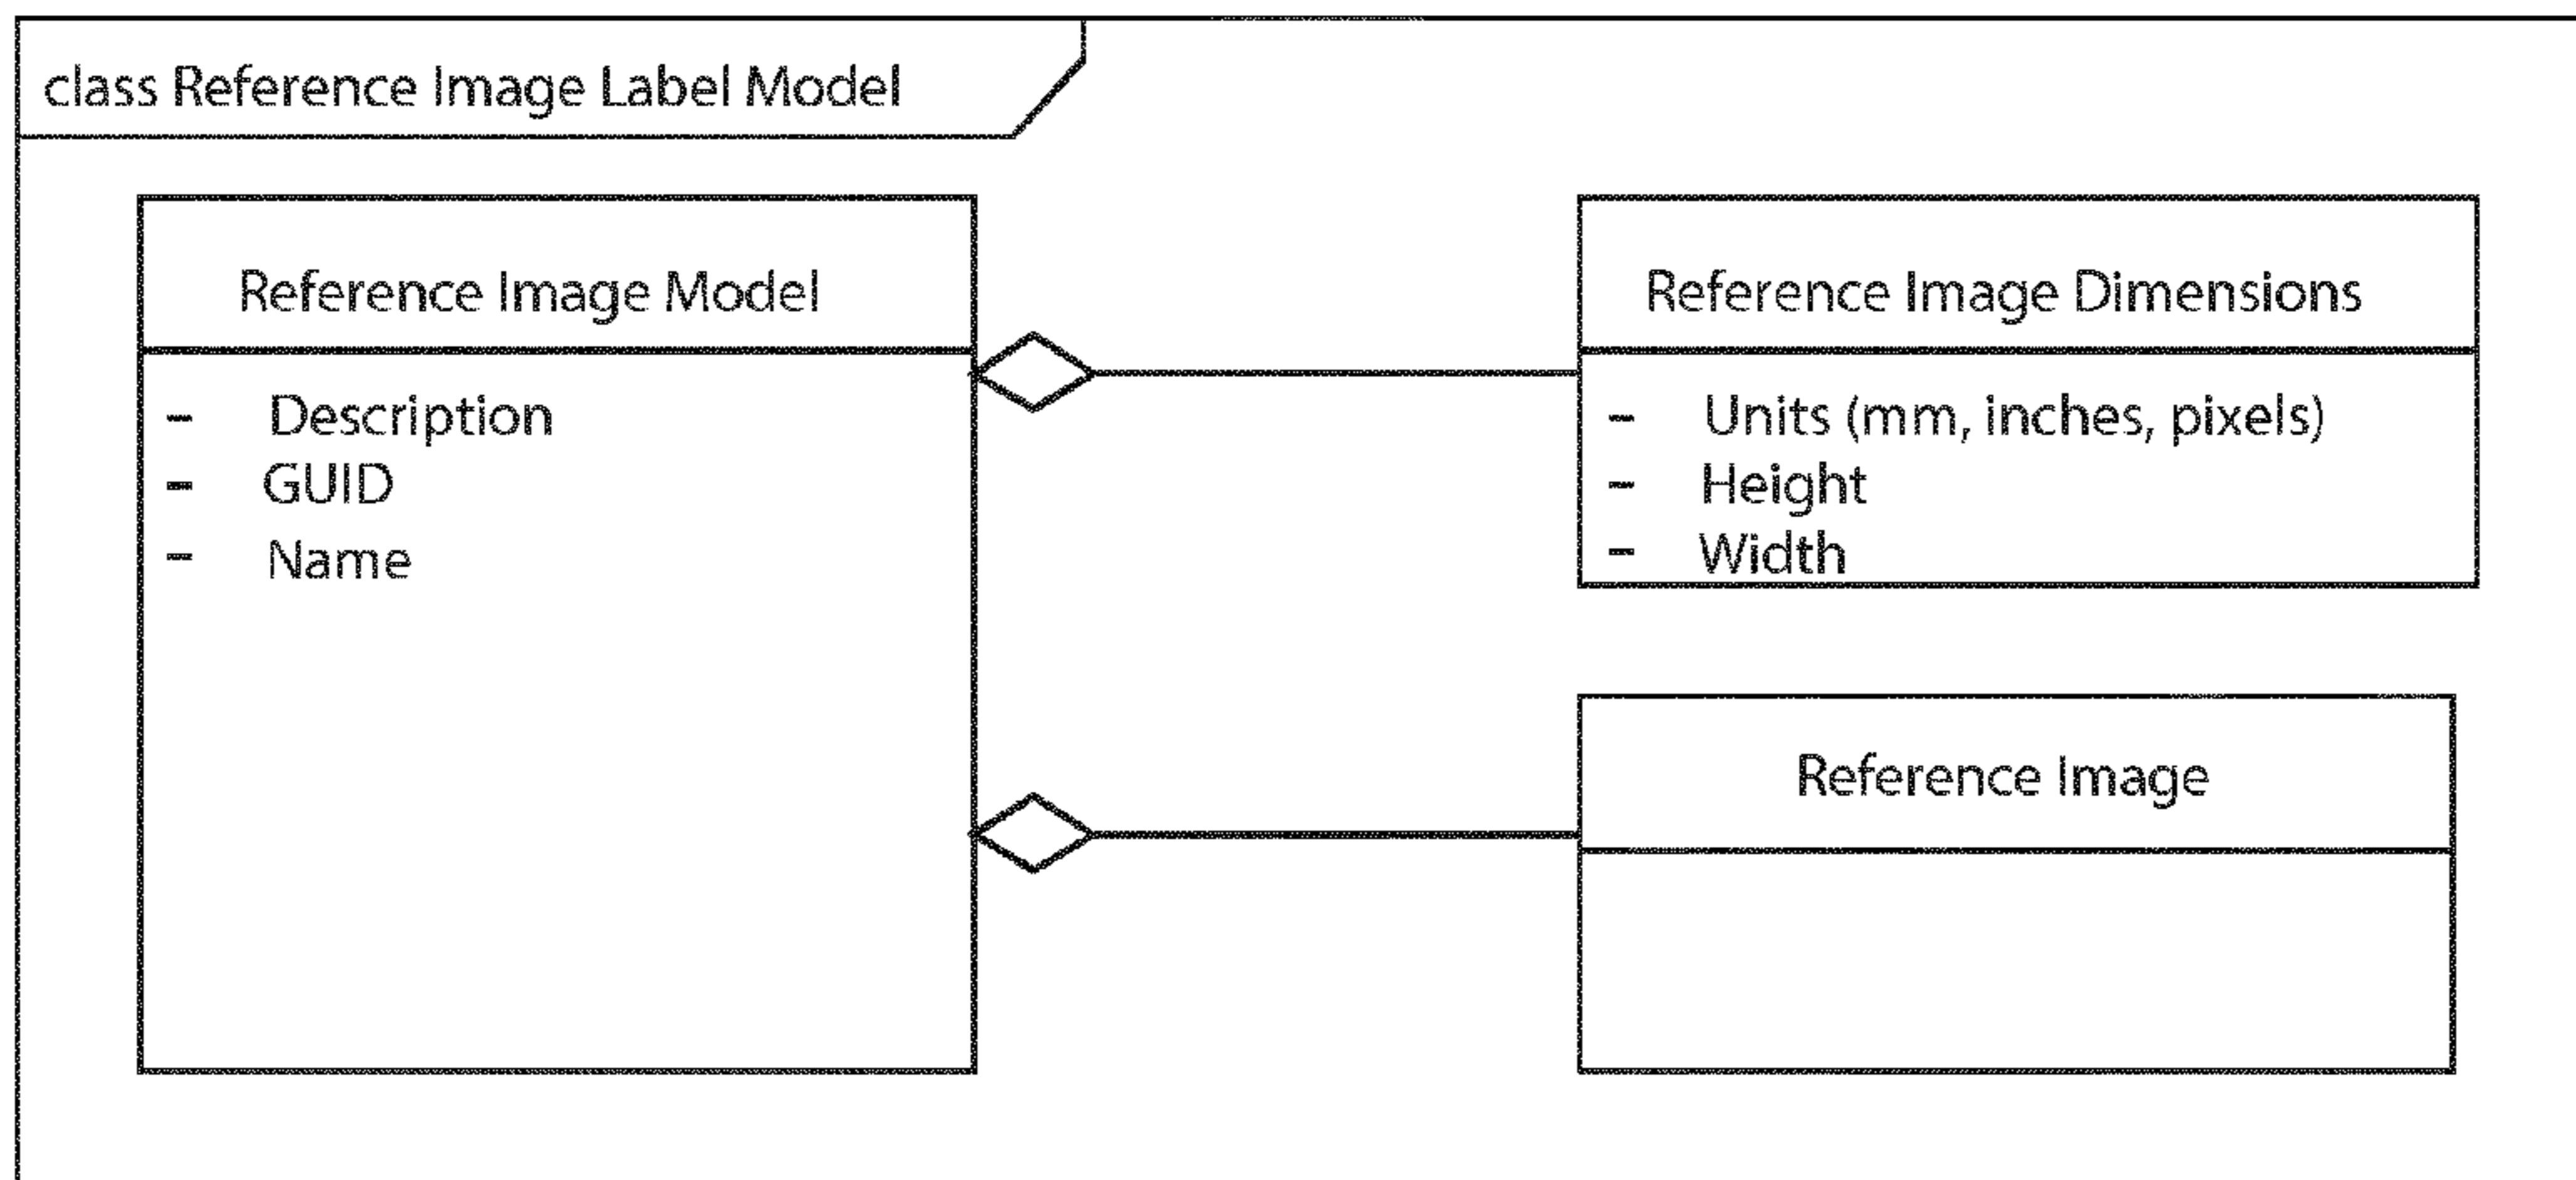 class Reference Image Label Model
Reference Image Model
- Description
- GUID
- Name
Reference Image Dimensions
- Units (mm, inches, pixels)
- Height
- Width
Reference Image